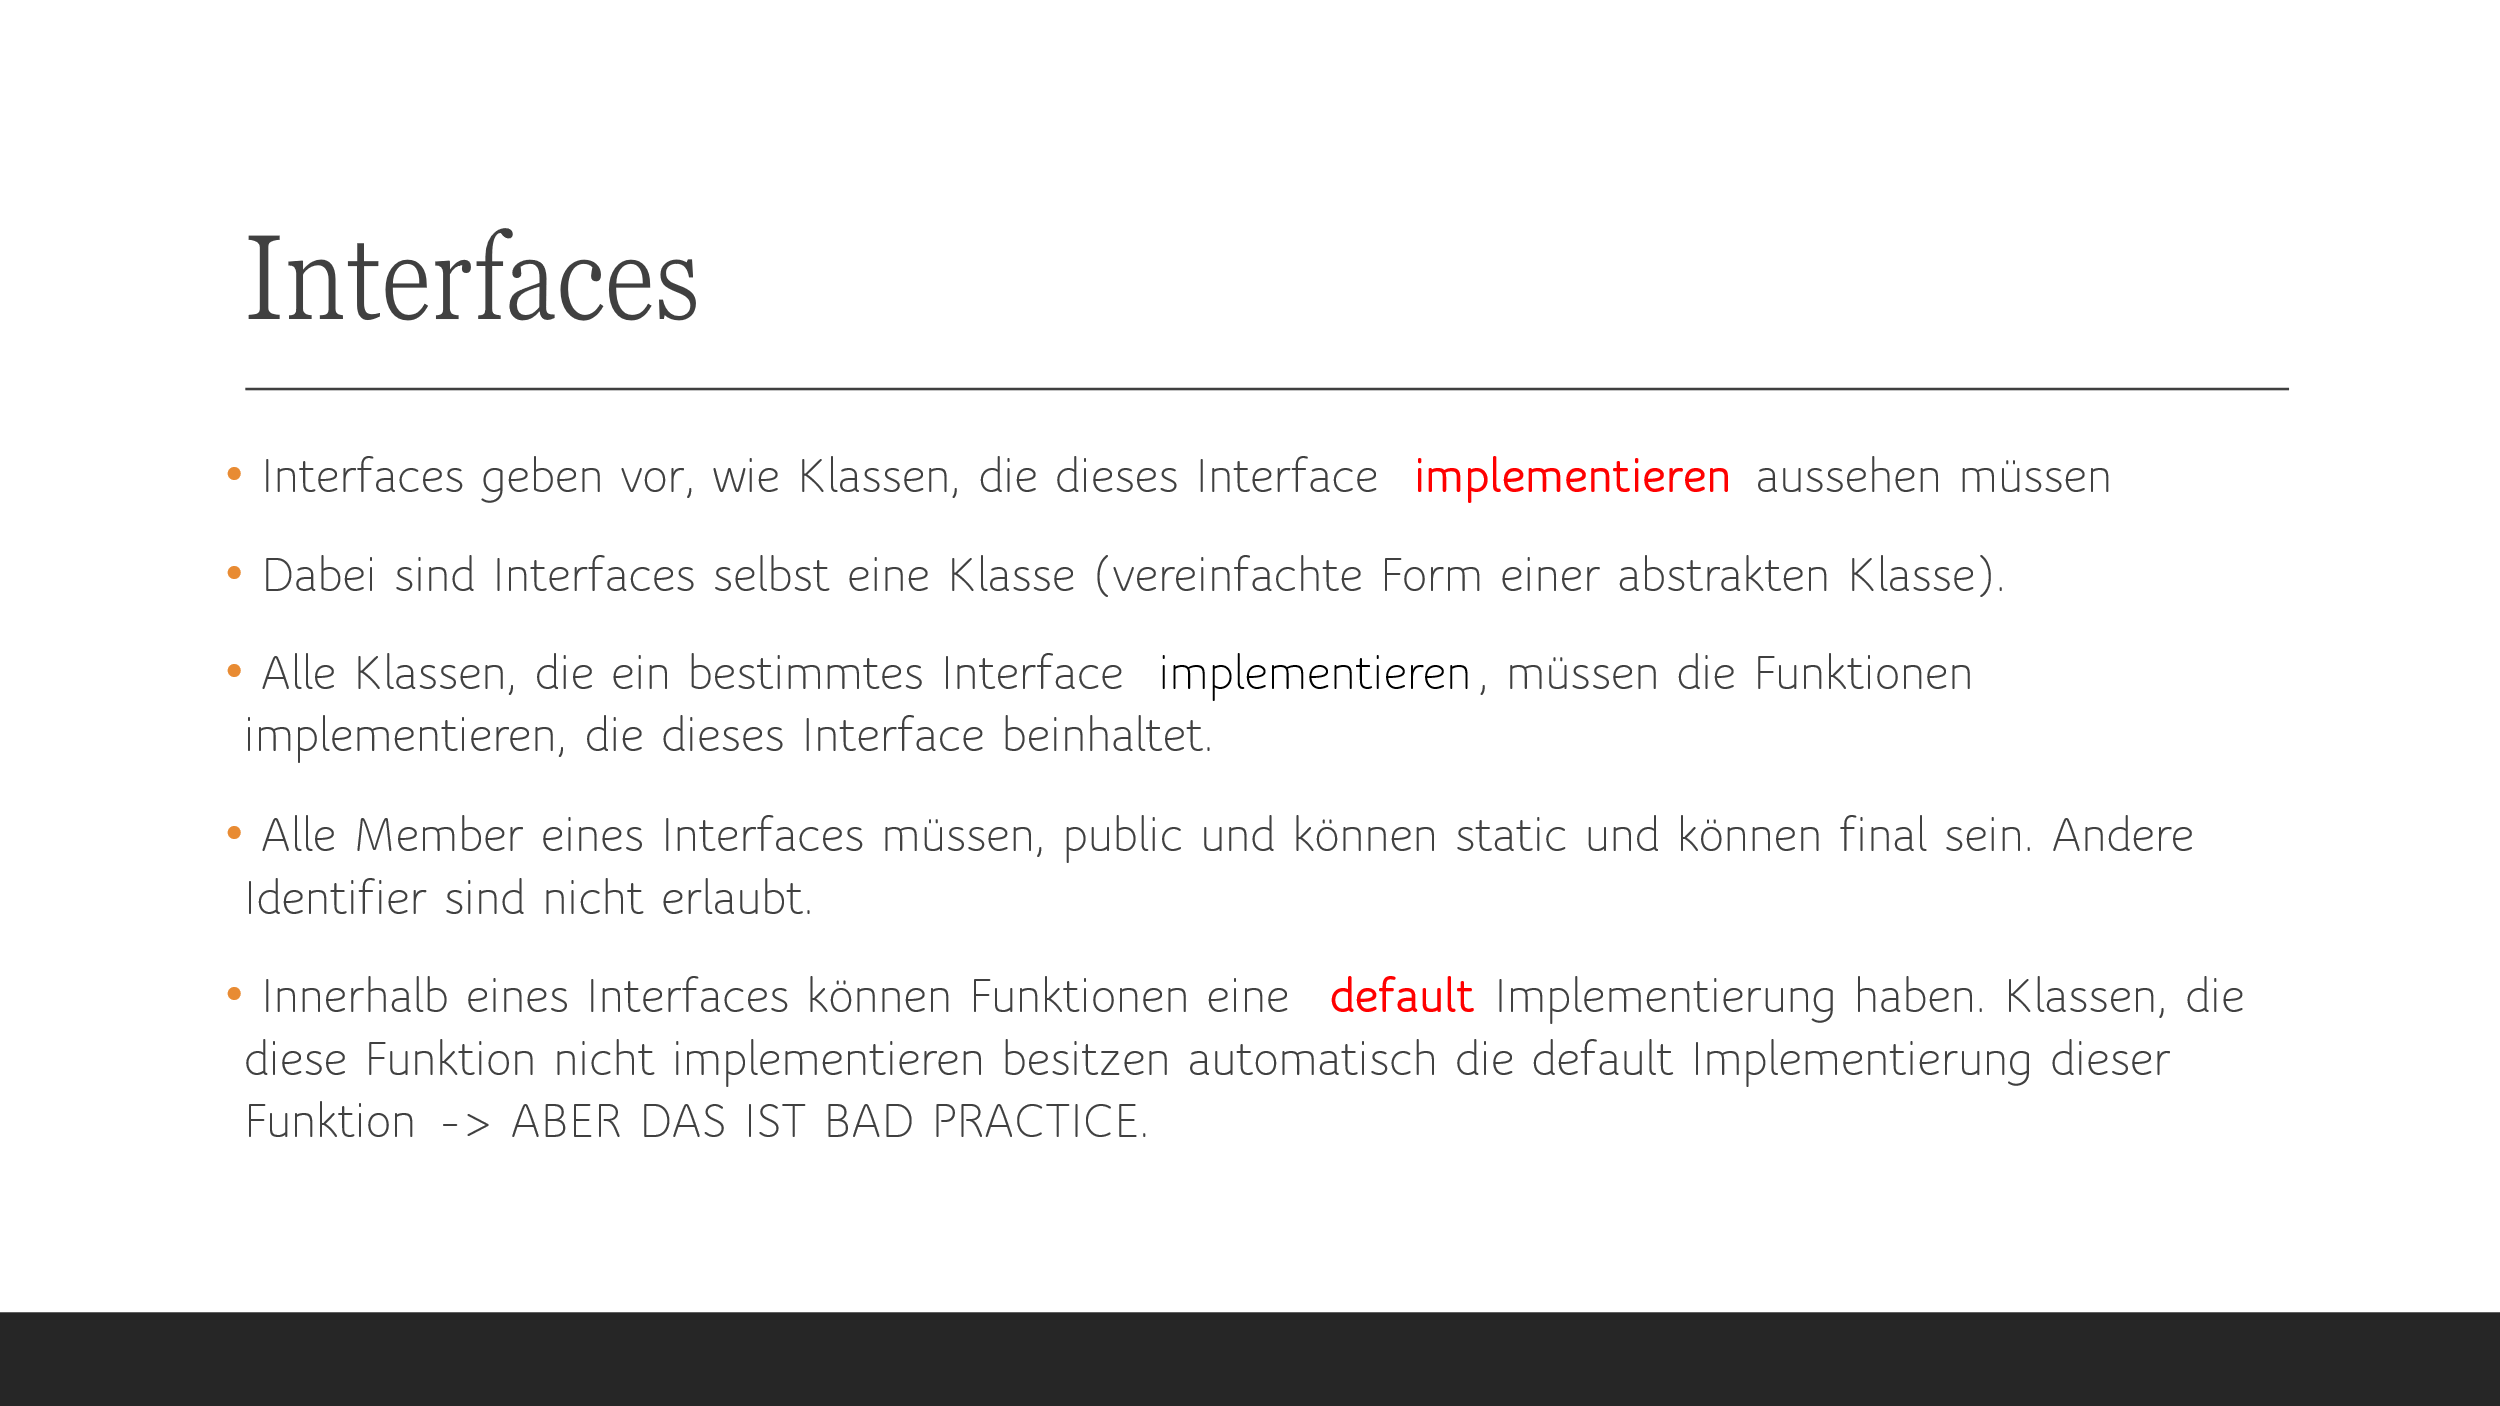 Interfaces
• Interfaces geben vor, wie Klassen, die dieses Interface implementieren aussehen müssen
• Dabei sind Interfaces selbst eine Klasse (vereinfachte Form einer abstrakten Klasse).
• Alle Klassen, die ein bestimmtes Interface implementieren, müssen die Funktionen
implementieren, die dieses Interface beinhaltet.
• Alle Member eines Interfaces müssen, public und können static und können final sein. Andere
Identifier sind nicht erlaubt.
• Innerhalb eines Interfaces können Funktionen eine default Implementierung haben. Klassen, die
diese Funktion nicht implementieren besitzen automatisch die default Implementierung dieser
Funktion -> ABER DAS IST BAD PRACTICE.